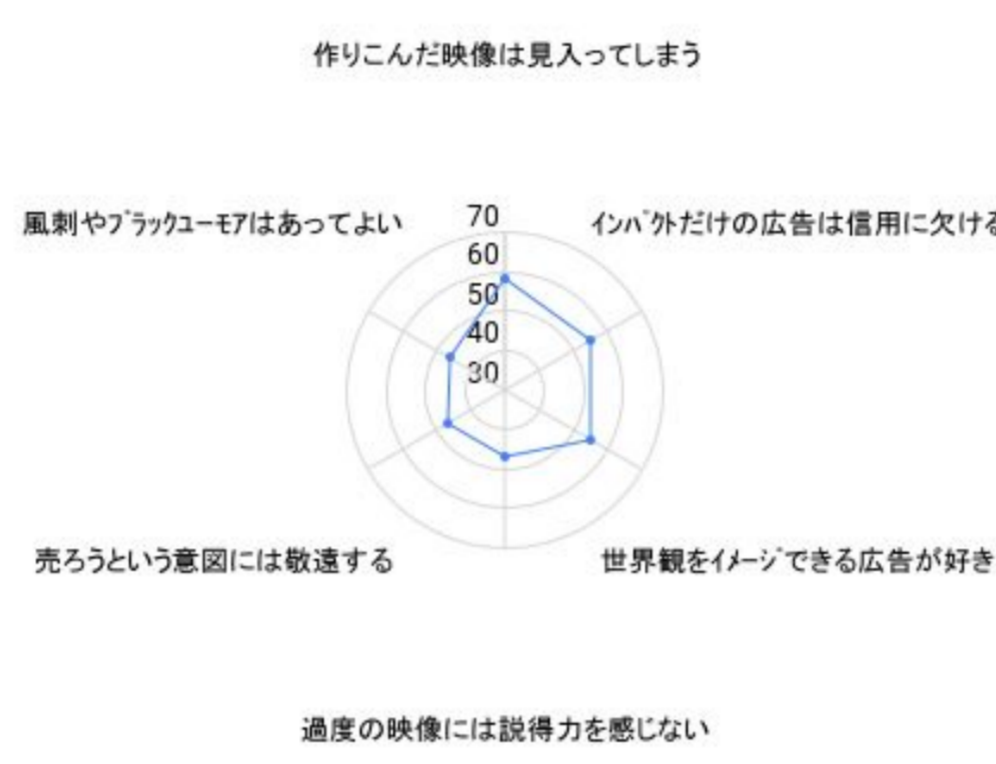 作りこんだ映像は見入ってしまう
風刺やﾌﾞﾗｯｸﾕｰﾓｱはあってよい
ｲﾝﾊﾟｸﾄだけの広告は信用に欠ける
70
60
50
40
30
売ろうという意図には敬遠する
世界観をｲﾒｰｼﾞできる広告が好き
過度の映像には説得力を感じない